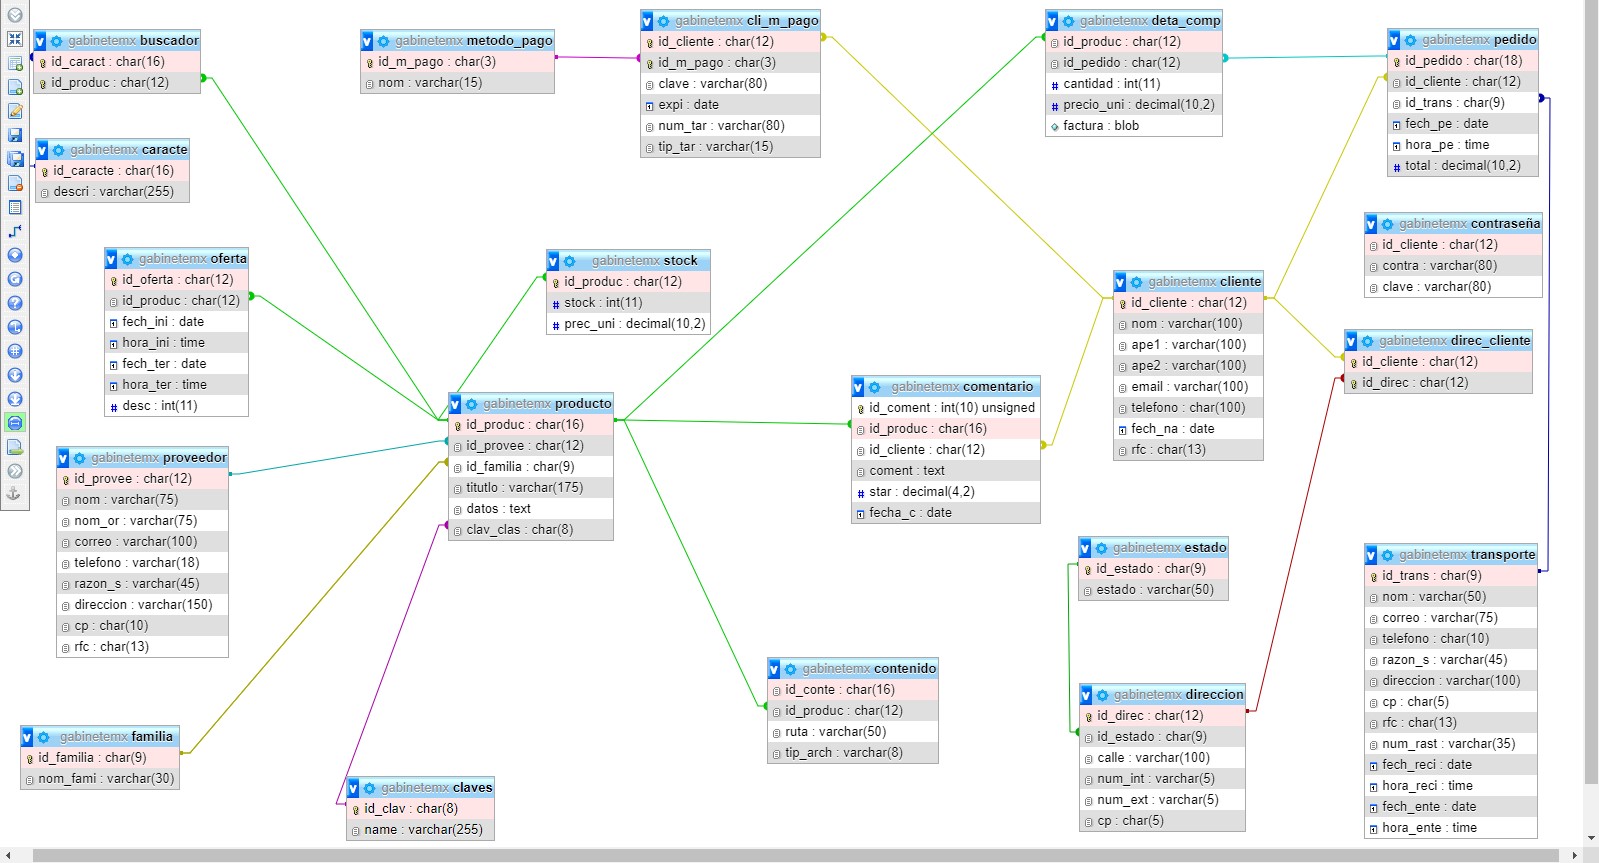 gabinetemx buscador
id_caract : char(16)
id_produc : char(12)
gabinetemx metodo_pago
id_m_pago : char(3)
nom : varchar(15)
gabinetemx cli_m_pago
id_cliente : char(12)
id_m_pago : char(3)
clave : varchar(80)
expi : date
num_tar : varchar(80)
tip_tar : varchar(15)
gabinetemx deta_comp
id_produc : char(12)
id_pedido : char(12)
cantidad : int(11)
precio_uni : decimal(10,2)
factura : blob
gabinetemx pedido
id_pedido : char(18)
id_cliente : char(12)
id_trans : char(9)
fech_pe : date
hora_pe : time
total : decimal(10,2)
gabinetemx caracte
id_caracte : char(16)
descri : varchar(255)
gabinetemx contraseña
id_cliente : char(12)
contra : varchar(80)
clave : varchar(80)
gabinetemx oferta
id_oferta : char(12)
id_produc : char(12)
fech_ini : date
hora_ini : time
fech_ter : date
hora_ter : time
desc : int(11)
gabinetemx stock
id_produc : char(12)
stock : int(11)
prec_uni : decimal(10,2)
gabinetemx cliente
id_cliente : char(12)
nom : varchar(100)
ape1 : varchar(100)
ape2 : varchar(100)
email : varchar(100)
telefono : char(100)
fech_na : date
rfc : char(13)
gabinetemx direc_cliente
id_cliente : char(12)
id_direc : char(12)
gabinetemx comentario
id_coment : int(10) unsigned
id_produc : char(16)
id_cliente : char(12)
coment : text
star : decimal(4,2)
fecha_c : date
gabinetemx producto
id_produc : char(16)
id_provee : char(12)
id_familia : char(9)
titutlo : varchar(175)
datos : text
clav_clas : char(8)
gabinetemx proveedor
id_provee : char(12)
nom : varchar(75)
nom_or : varchar(75)
correo : varchar(100)
telefono : varchar(18)
razon_s : varchar(45)
direccion : varchar(150)
cp : char(10)
rfc : char(13)
gabinetemx estado
id_estado : char(9)
estado : varchar(50)
gabinetemx transporte
id_trans : char(9)
nom : varchar(50)
correo : varchar(75)
telefono : char(10)
razon_s : varchar(45)
direccion : varchar(100)
cp : char(5)
rfc : char(13)
num_rast : varchar(35)
fech_reci : date
hora_reci : time
fech_ente : date
hora_ente : time
gabinetemx contenido
id_conte : char(16)
id_produc : char(12)
ruta : varchar(50)
tip_arch : varchar(8)
gabinetemx direccion
id_direc : char(12)
id_estado : char(9)
calle : varchar(100)
num_int : varchar(5)
num_ext : varchar(5)
cp : char(5)
gabinetemx familia
id_familia : char(9)
nom_fami : varchar(30)
gabinetemx claves
id_clav : char(8)
name : varchar(255)